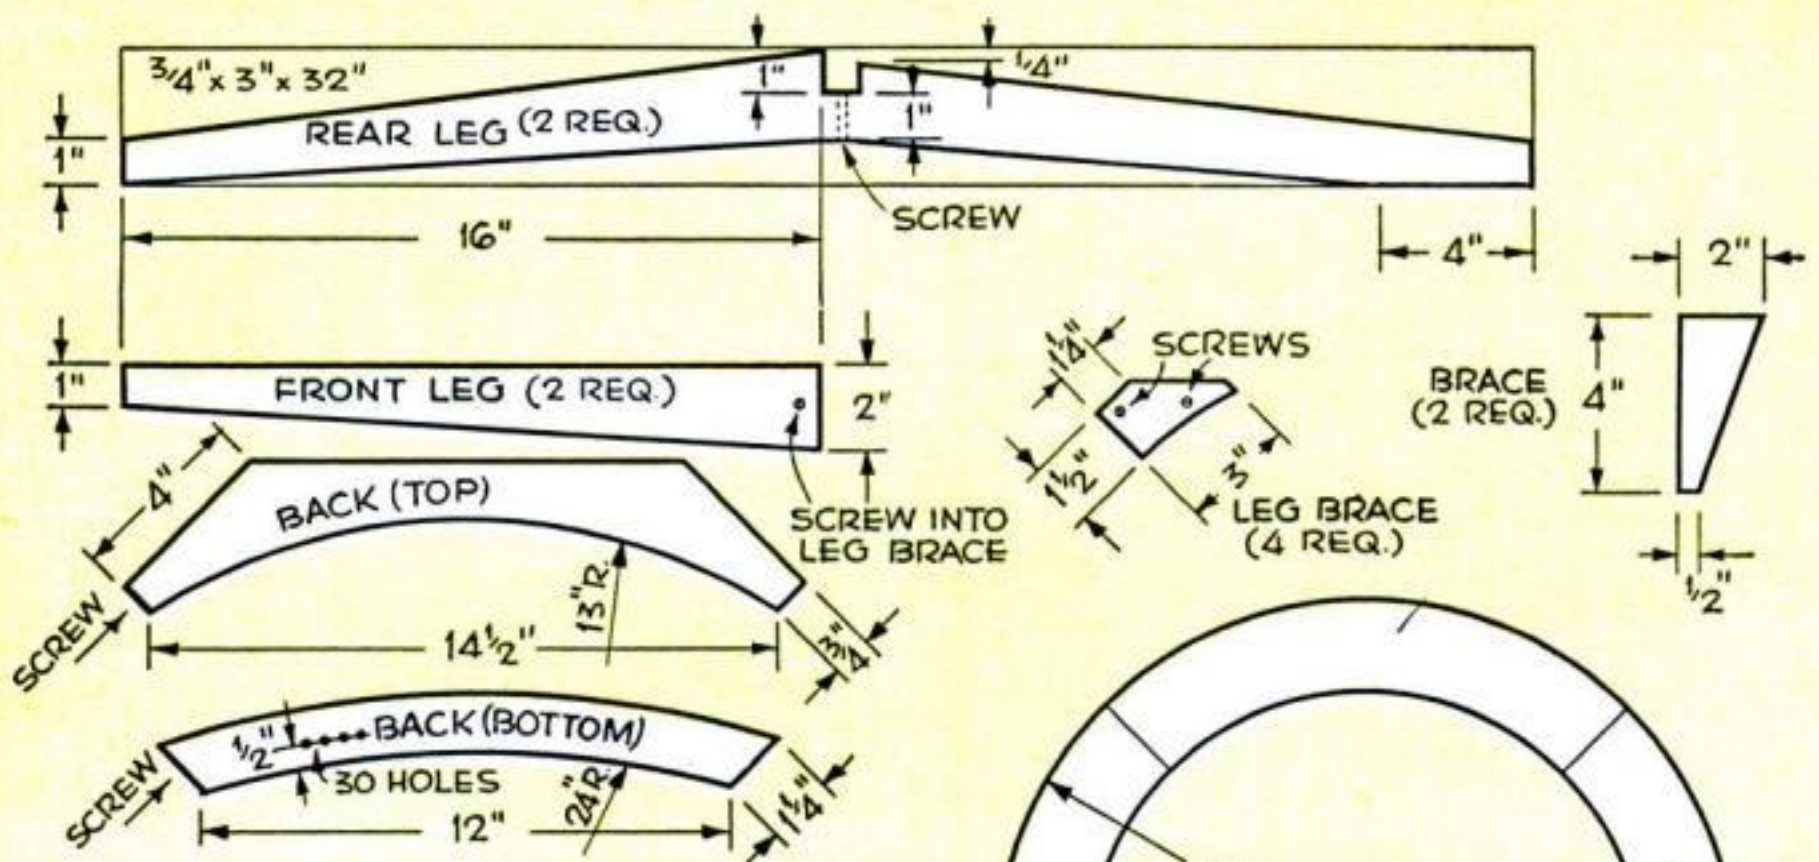 3/4" x 3" x 32"
1"
1/4"
REAR LEG (2 REQ.)
1"
1"
SCREW
16"
4"
2"
1"
FRONT LEG (2 REQ.)
2"
1 1/4"
SCREWS
BRACE
(2 REQ.)
4"
4"
BACK (TOP)
1 1/2"
3"
LEG BRACE
(4 REQ.)
SCREW INTO
LEG BRACE
1/2"
13" R.
SCREW
14 1/2"
3/4"
1/2"
BACK (BOTTOM)
30 HOLES
24" R.
SCREW
12"
1 1/4"